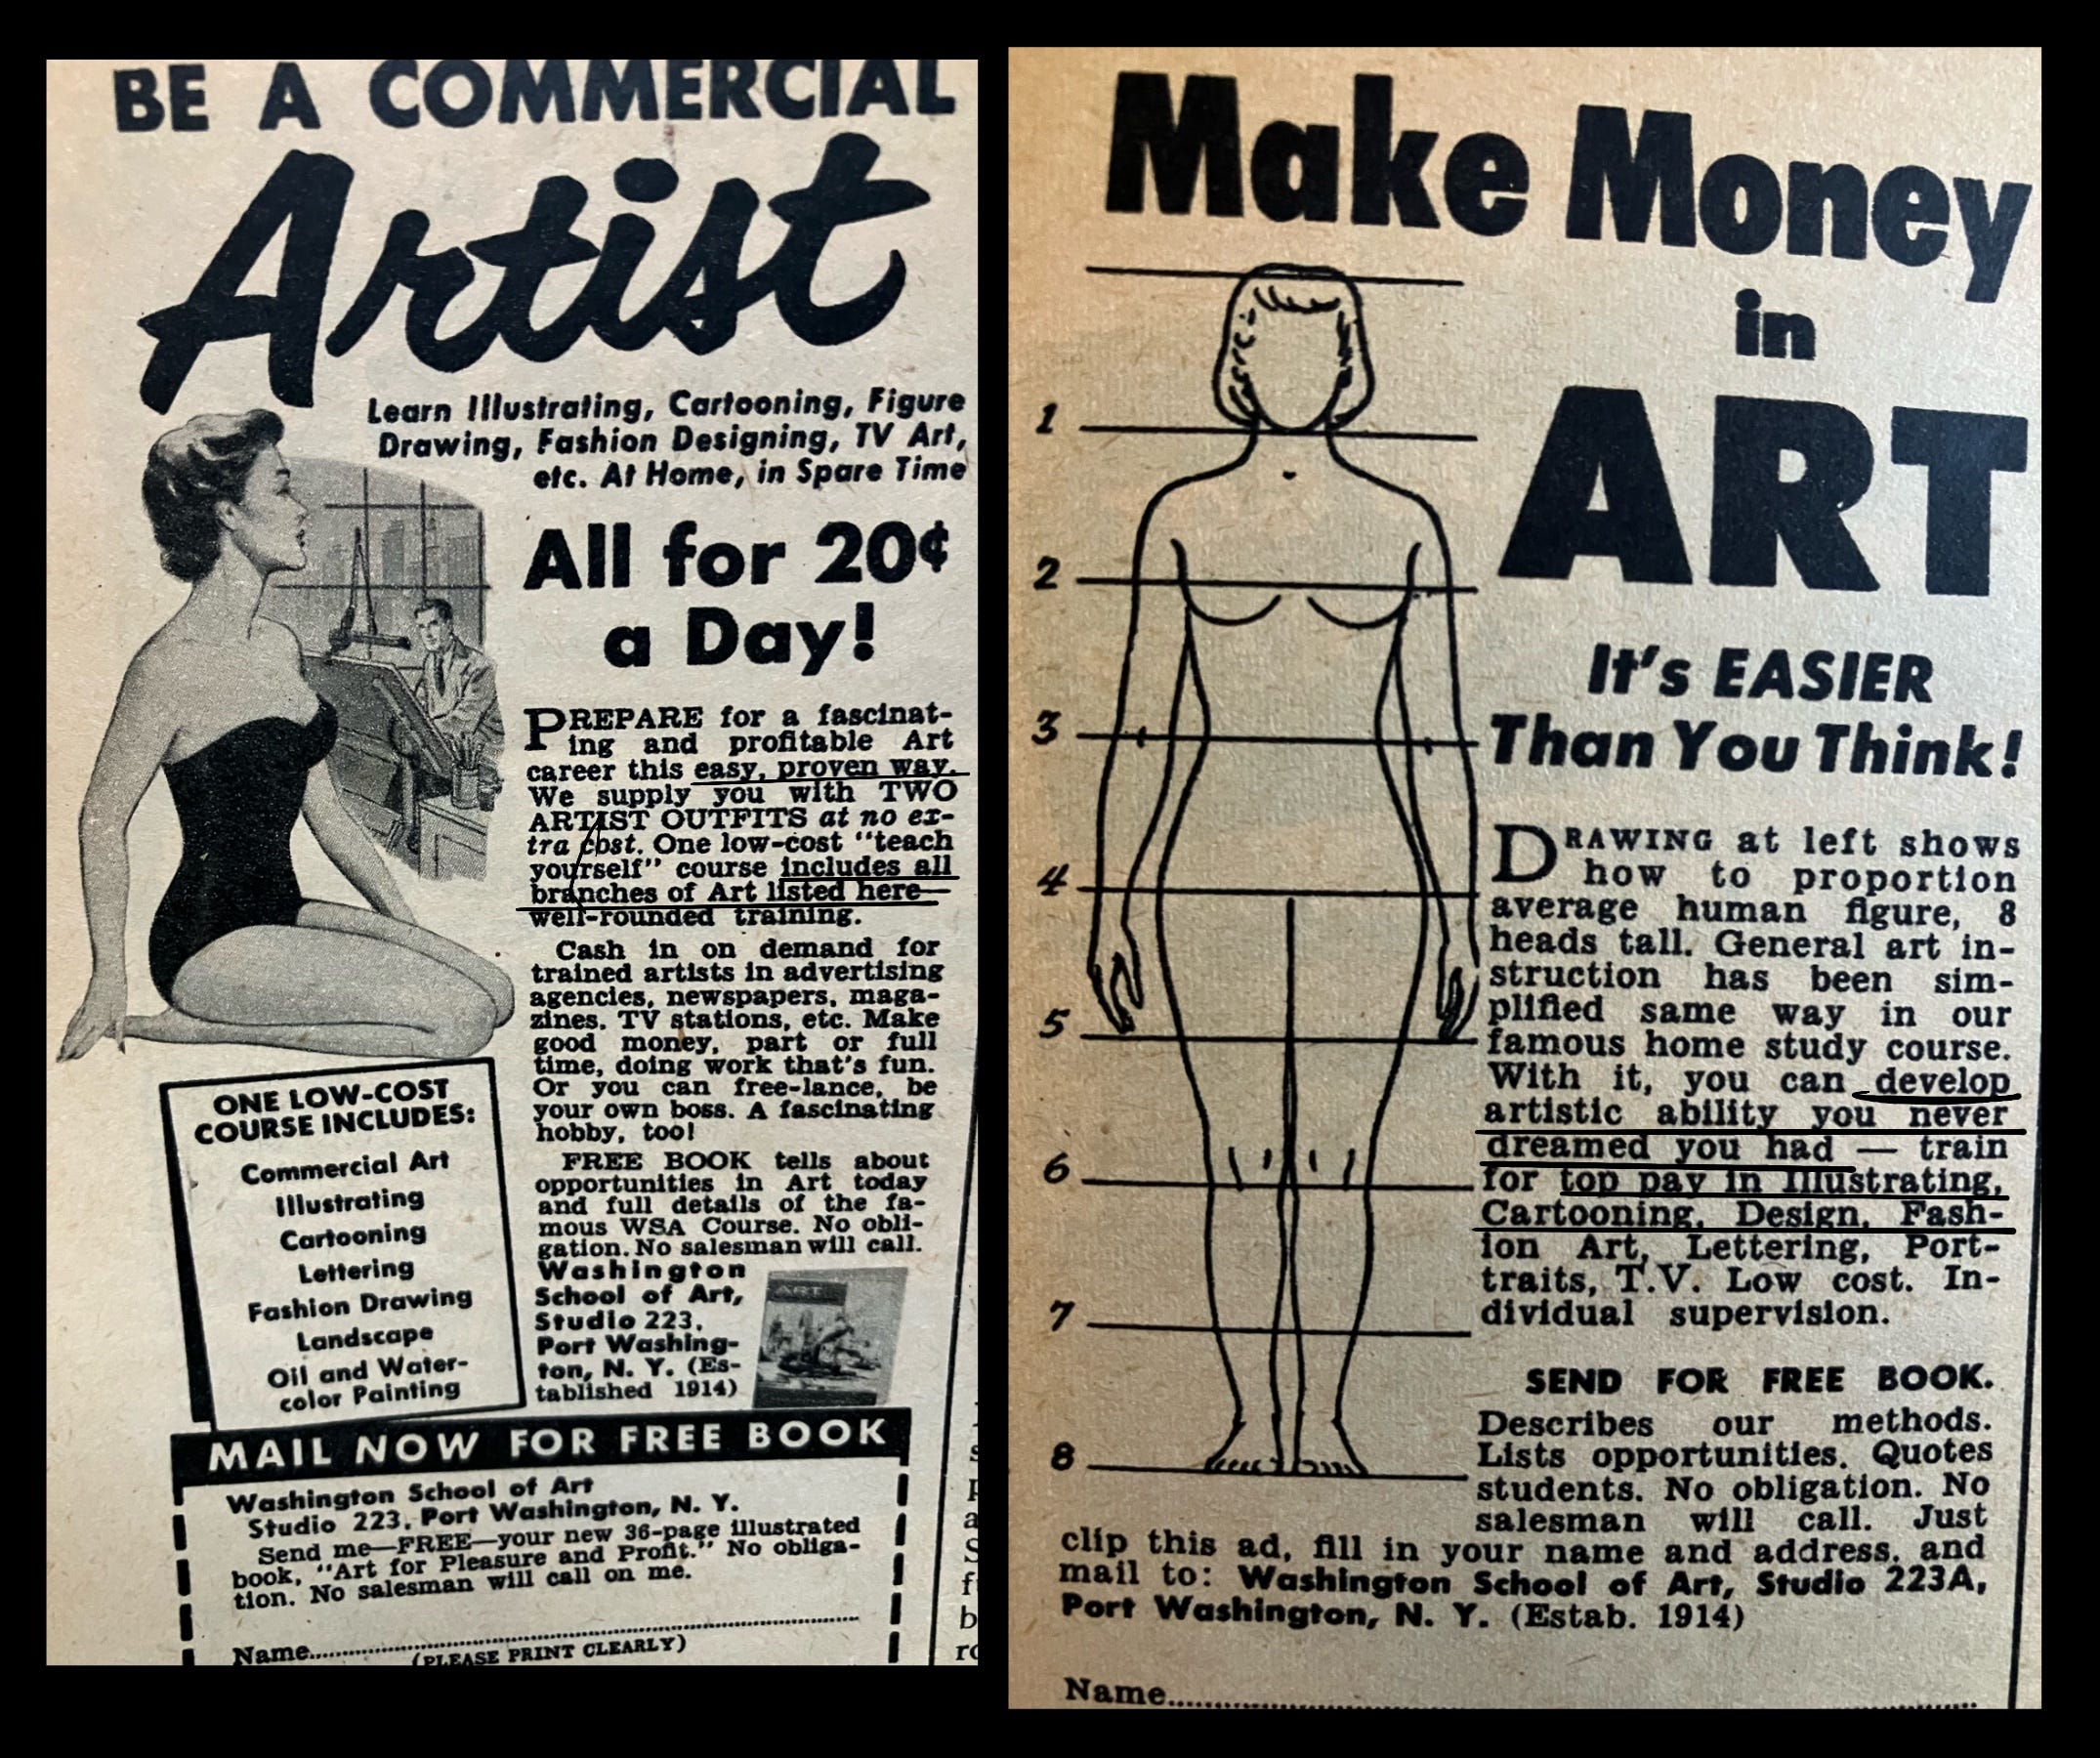 BE A COMMERCIAL
Artist
Learn Illustrating, Cartooning, Figure
Drawing, Fashion Designing, TV Art,
etc. At Home, in Spare Time
All for 20¢
a Day!
PREPARE for a fascinat-
ing and profitable Art
career this easy, proven way.
We supply you with TWO
ARTIST OUTFITS at no ex-
tra cost. One low-cost "teach
yourself" course includes all
branches of Art listed here—
well-rounded training.
Cash in on demand for
trained artists in advertising
agencies, newspapers, maga-
zines. TV stations, etc. Make
good money, part or full
time, doing work that's fun.
Or you can free-lance, be
your own boss. A fascinating
hobby, too!
FREE BOOK tells about
opportunities in Art today
and full details of the fa-
mous WSA Course. No obli-
gation. No salesman will call.
Washington
School of Art,
Studio 223,
Port Washing-
ton, N. Y. (Es-
tablished 1914)
ART
ONE LOW-COST
COURSE INCLUDES:
Commercial Art
Illustrating
Cartooning
Lettering
Fashion Drawing
Landscape
Oil and Water-
color Painting
MAIL NOW FOR FREE BOOK
Washington School of Art
Studio 223, Port Washington, N. Y.
Send me—FREE—your new 36-page illustrated
book, "Art for Pleasure and Profit." No obliga-
tion. No salesman will call on me.
Name
(PLEASE PRINT CLEARLY)
Make Money
in
ART
It's EASIER
Than You Think!
1
2
3
4
5
6
7
8
DRAWING at left shows
how to proportion
average human figure, 8
heads tall. General art in-
struction has been sim-
plified same way in our
famous home study course.
With it, you can develop
artistic ability you never
dreamed you had — train
for top pay in Illustrating,
Cartooning, Design, Fash-
ion Art, Lettering, Port-
traits, T.V. Low cost. In-
dividual supervision.
SEND FOR FREE BOOK.
Describes our methods.
Lists opportunities. Quotes
students. No obligation. No
salesman will call. Just
clip this ad, fill in your name and address, and
mail to: Washington School of Art, Studio 223A,
Port Washington, N. Y. (Estab. 1914)
Name